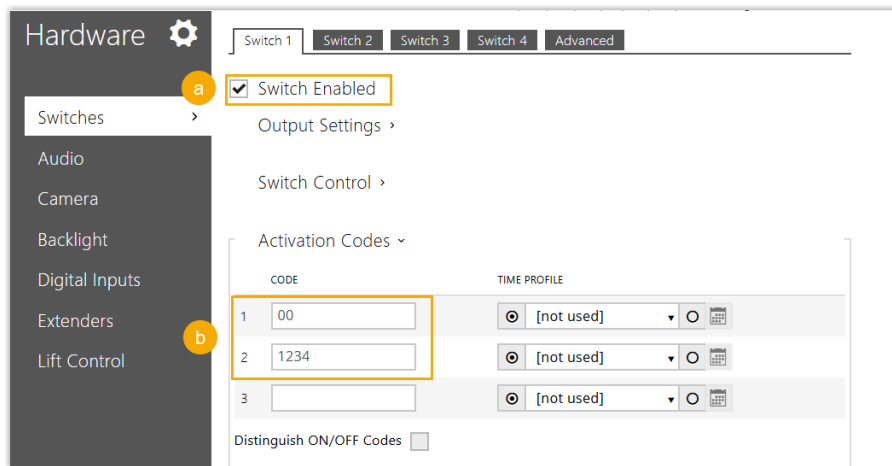 Hardware
Switch 1 Switch 2 Switch 3 Switch 4 Advanced
a
Switch Enabled
Switches ›
Output Settings ›
Audio
Switch Control ›
Camera
Backlight
Activation Codes
Digital Inputs
CODE TIME PROFILE
Extenders
1 00 [not used]
b
2 1234 [not used]
Lift Control
3 [not used]
Distinguish ON/OFF Codes